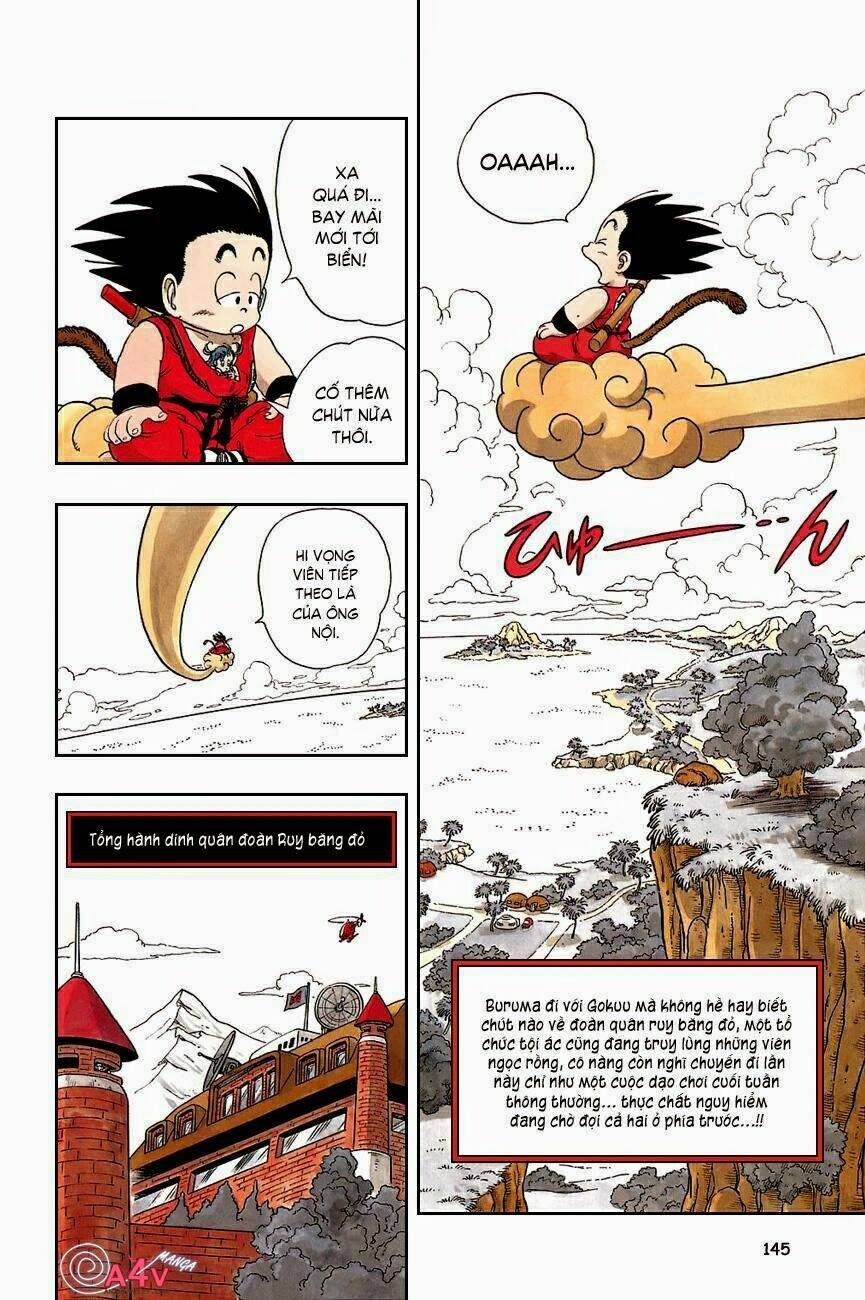 OAAAH...
ひゅーーん
Buruma đi với Gokuu mà không hề hay biết
chút nào về đoàn quân ruy băng đỏ, một tổ
chức tội ác cũng đang truy lùng những viên
ngọc rồng, cô nàng còn nghĩ chuyến đi lần
này chỉ như một cuộc dạo chơi cuối tuần
thông thường... thực chất nguy hiểm
đang chờ đợi cả hai ở phía trước...!!
XA
QUÁ ĐI...
BAY MÃI
MỚI TỚI
BIỂN!
CỐ THÊM
CHÚT NỮA
THÔI.
HI VỌNG
VIÊN TIẾP
THEO LÀ
CỦA ÔNG
NỘI.
Tổng hành dinh quân đoàn Ruy băng đỏ
MANGA
A4V
145